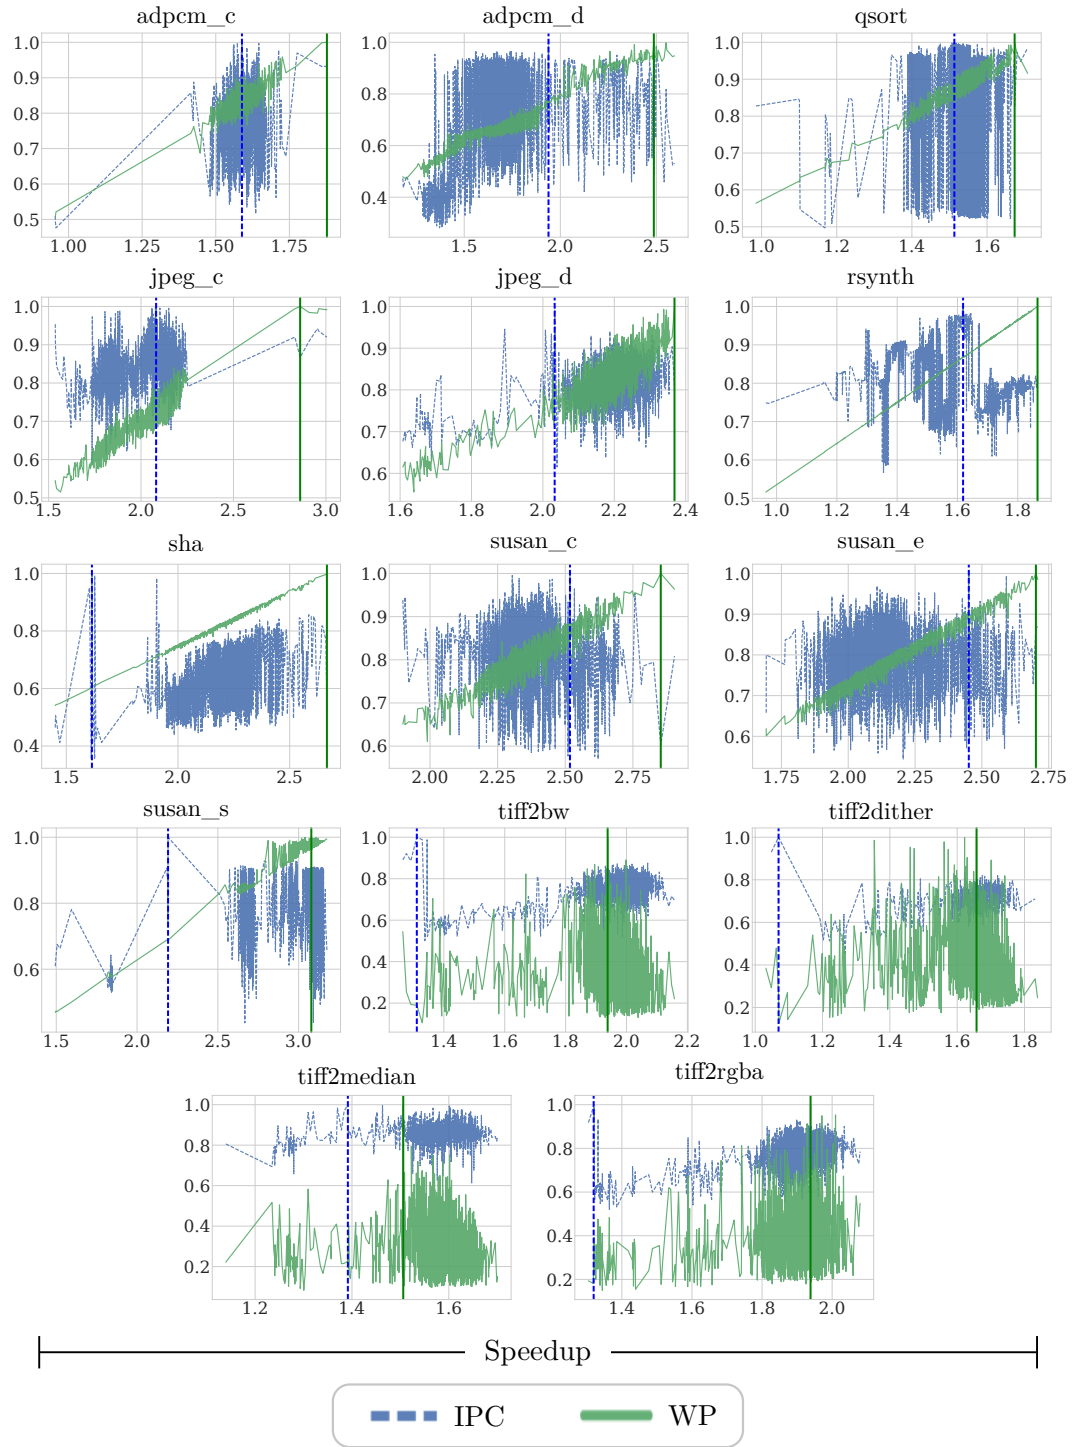 adpcm_c adpcm_d qsort
1.0 1.0 1.0
0.9 0.8 0.9
0.8 0.6 0.8
0.7 0.4 0.7
0.6 0.6
0.5 0.5
1.00 1.25 1.50 1.75 1.5 2.0 2.5 1.0 1.2 1.4 1.6
jpeg_c jpeg_d rsynth
1.0 1.0 1.0
0.9 0.9 0.9
0.8 0.8 0.8
0.7 0.7 0.7
0.6 0.6 0.6
0.5 0.5
1.5 2.0 2.5 3.0 1.6 1.8 2.0 2.2 2.4 1.0 1.2 1.4 1.6 1.8
sha susan_c susan_e
1.0 1.0 1.0
0.8 0.9 0.9
0.6 0.8 0.8
0.4 0.7 0.7
0.6 0.6
1.5 2.0 2.5 2.00 2.25 2.50 2.75 1.75 2.00 2.25 2.50 2.75
susan_s tiff2bw tiff2dither
1.0 1.0 1.0
0.8 0.8 0.8
0.6 0.6 0.6
0.4 0.4
0.2 0.2
1.5 2.0 2.5 3.0 1.4 1.6 1.8 2.0 2.2 1.0 1.2 1.4 1.6 1.8
tiff2median tiff2rgba
1.0 1.0
0.8 0.8
0.6 0.6
0.4 0.4
0.2 0.2
1.2 1.4 1.6 1.4 1.6 1.8 2.0
Speedup
IPC WP